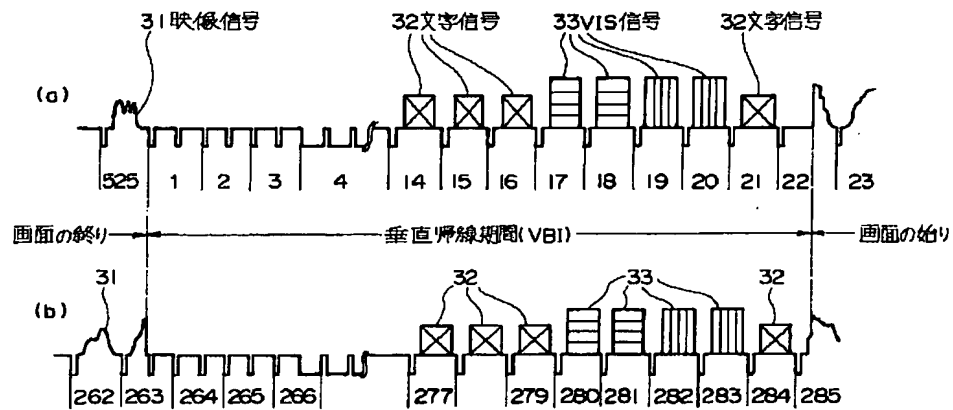 31映像信号 32文字信号 33VIS信号 32文字信号
(a)
525 1 2 3 4 14 15 16 17 18 19 20 21 22 23
画面の終り 垂直帰線期間(VBI) 画面の始り
31 32 33 32
(b)
262 263 264 265 266 277 279 280 281 282 283 284 285